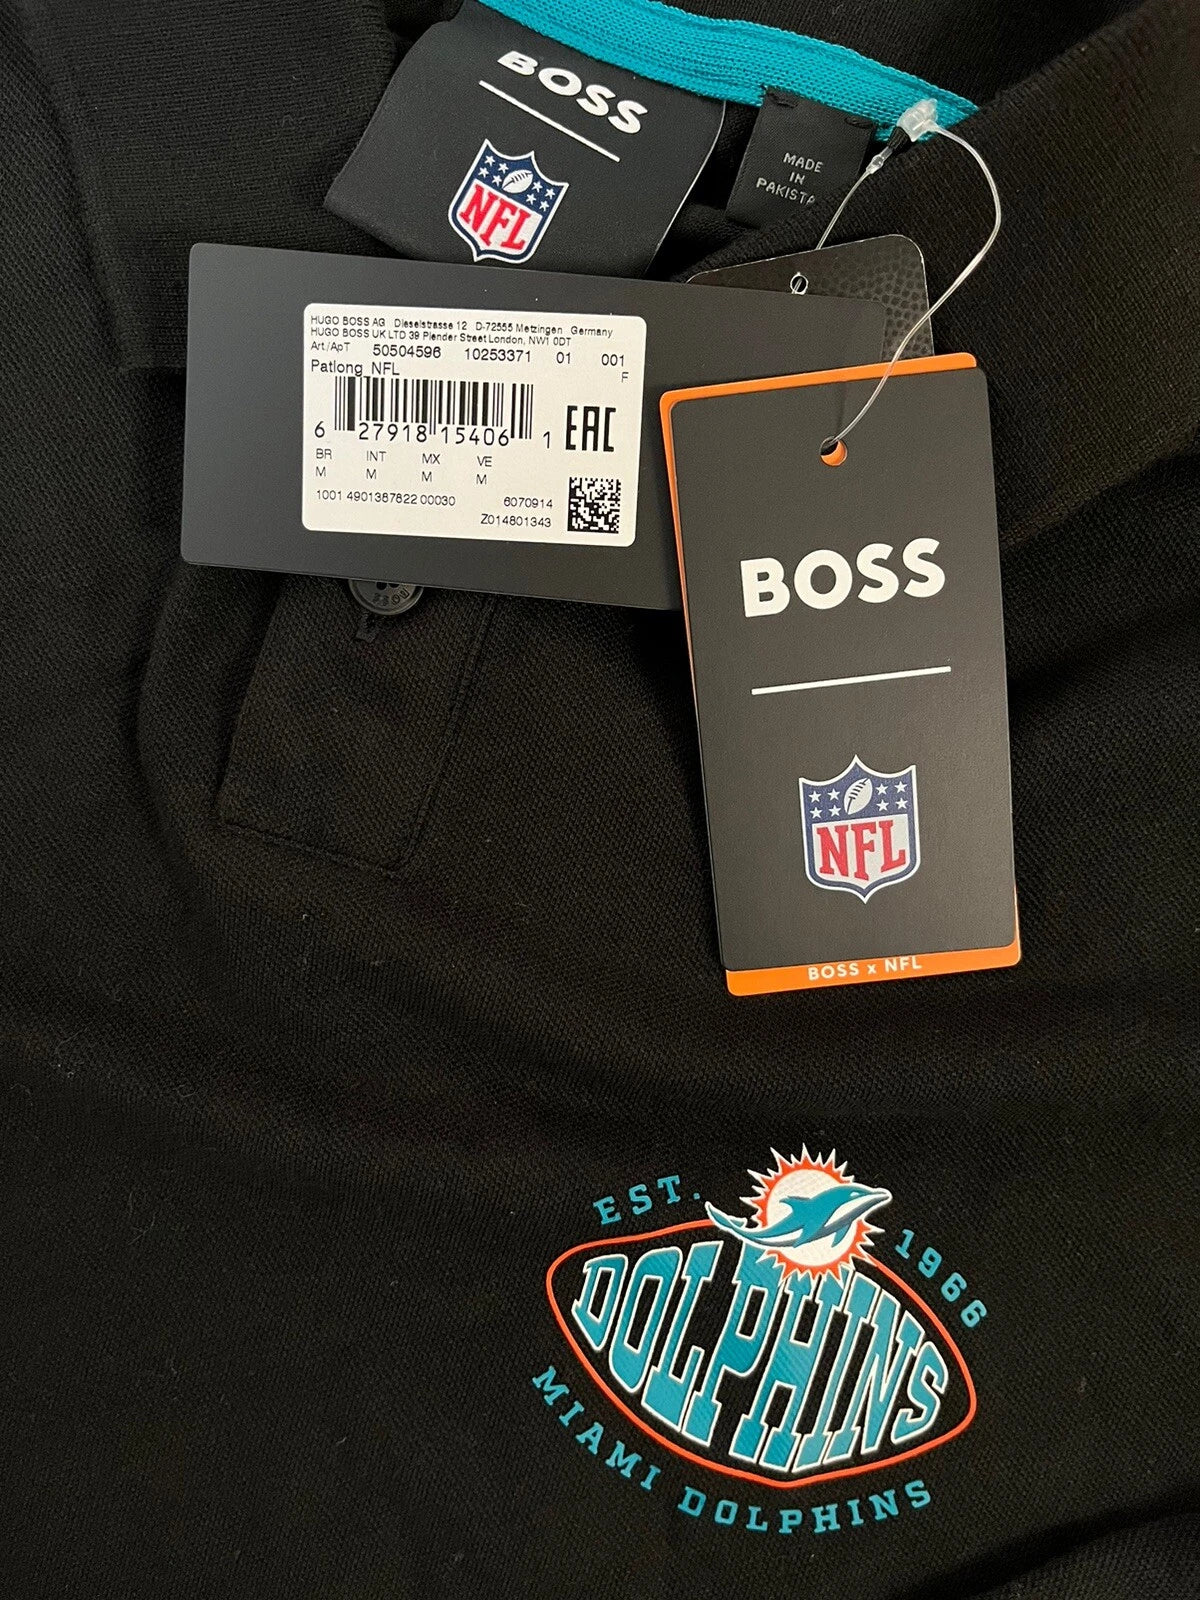 BOSS
NFL
MADE
IN
HUGO BOSS AG Dieselstrasse 12 D-72555 Metzingen Germany
HUGO BOSS UK LTD 39 Plender Street London, NW1 0DT
Art./ApT 50504596 10253371 01 001
Patlong NFL F
6 27918 15406 1 EAC
BR INT MX VE
M M M M
1001 4901387622 00030 6070914
Z014801343
BOSS
BOSS
NFL
BOSS x NFL
EST. 1966
DOLPHINS
MIAMI DOLPHINS